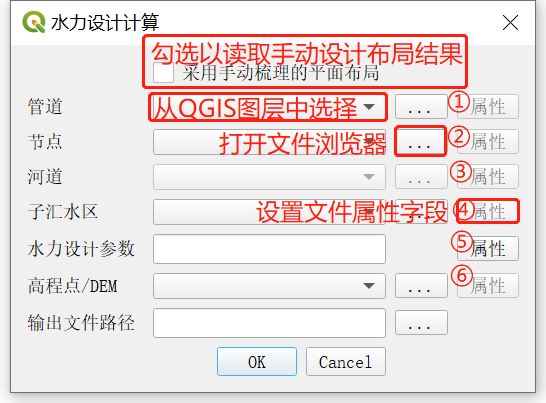 水力设计计算
勾选以读取手动设计布局结果
采用手动梳理的平面布局
管道 从QGIS图层中选择 ... ① 属性
节点 打开文件浏览器 ... ② 属性
河道 ... ③ 属性
子汇水区 设置文件属性字段 ... ④ 属性
水力设计参数 ⑤ 属性
高程点/DEM ... ⑥ 属性
输出文件路径 ...
OK Cancel